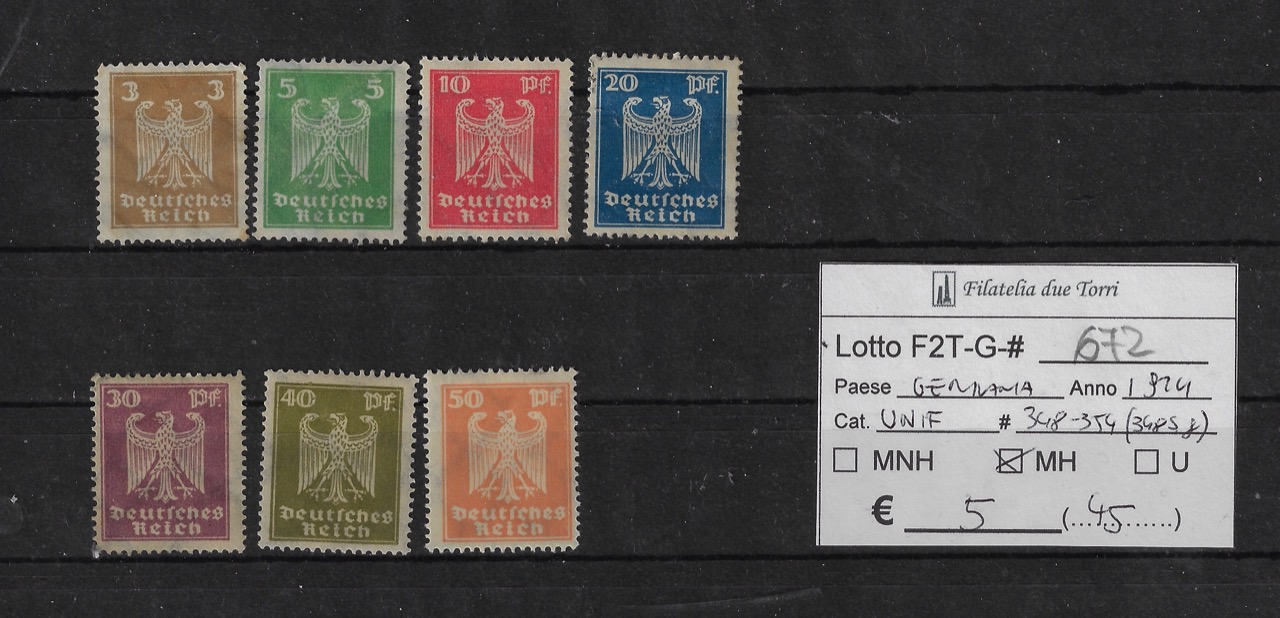 3 3
Deutsches
Reich
5 5
Deutsches
Reich
10 Pf.
Deutsches
Reich
20 Pf.
Deutsches
Reich
30 Pf.
Deutsches
Reich
40 Pf.
Deutsches
Reich
50 Pf.
Deutsches
Reich
Filatelia due Torri
Lotto F2T-G-# 672
Paese GERMANIA Anno 1924
Cat. UNIF # 348-354 (348S.g)
MNH MH U
€ 5 (...45......)